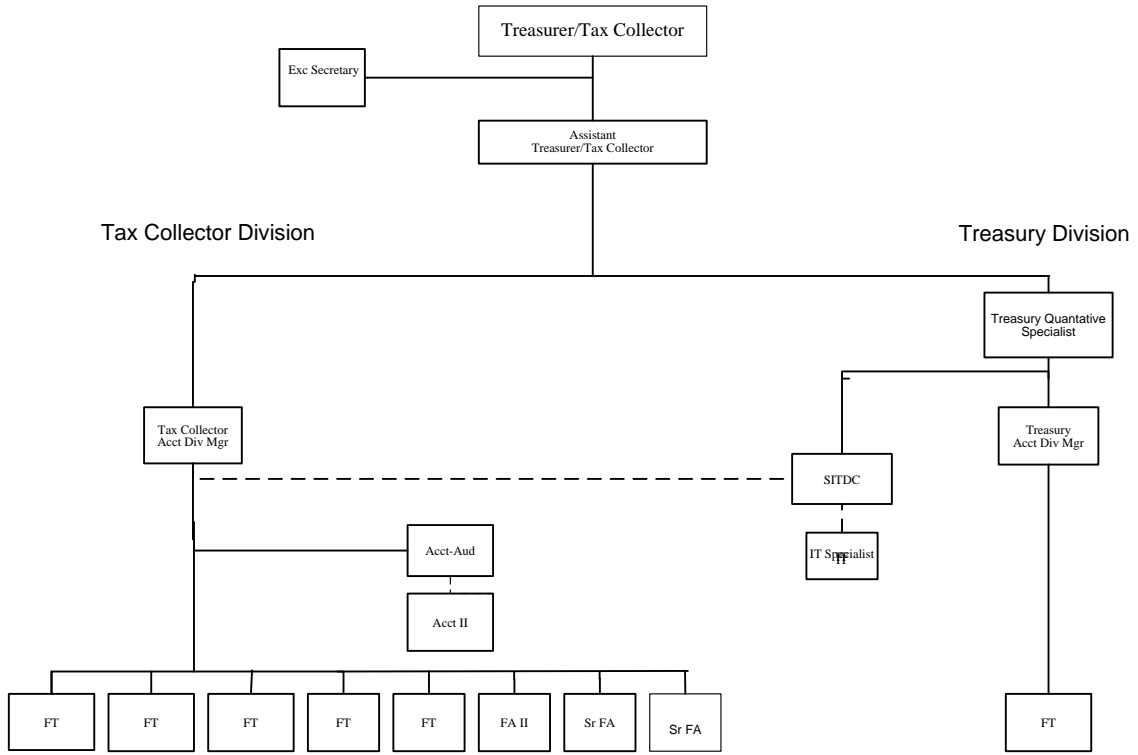 Treasurer/Tax Collector
Exc Secretary
Assistant
Treasurer/Tax Collector
Tax Collector Division
Treasury Division
Treasury Quantative
Specialist
Tax Collector
Acct Div Mgr
Treasury
Acct Div Mgr
SITDC
Acct-Aud
IT Specialist
II
Acct II
FT
FT
FT
FT
FT
FA II
Sr FA
Sr FA
FT